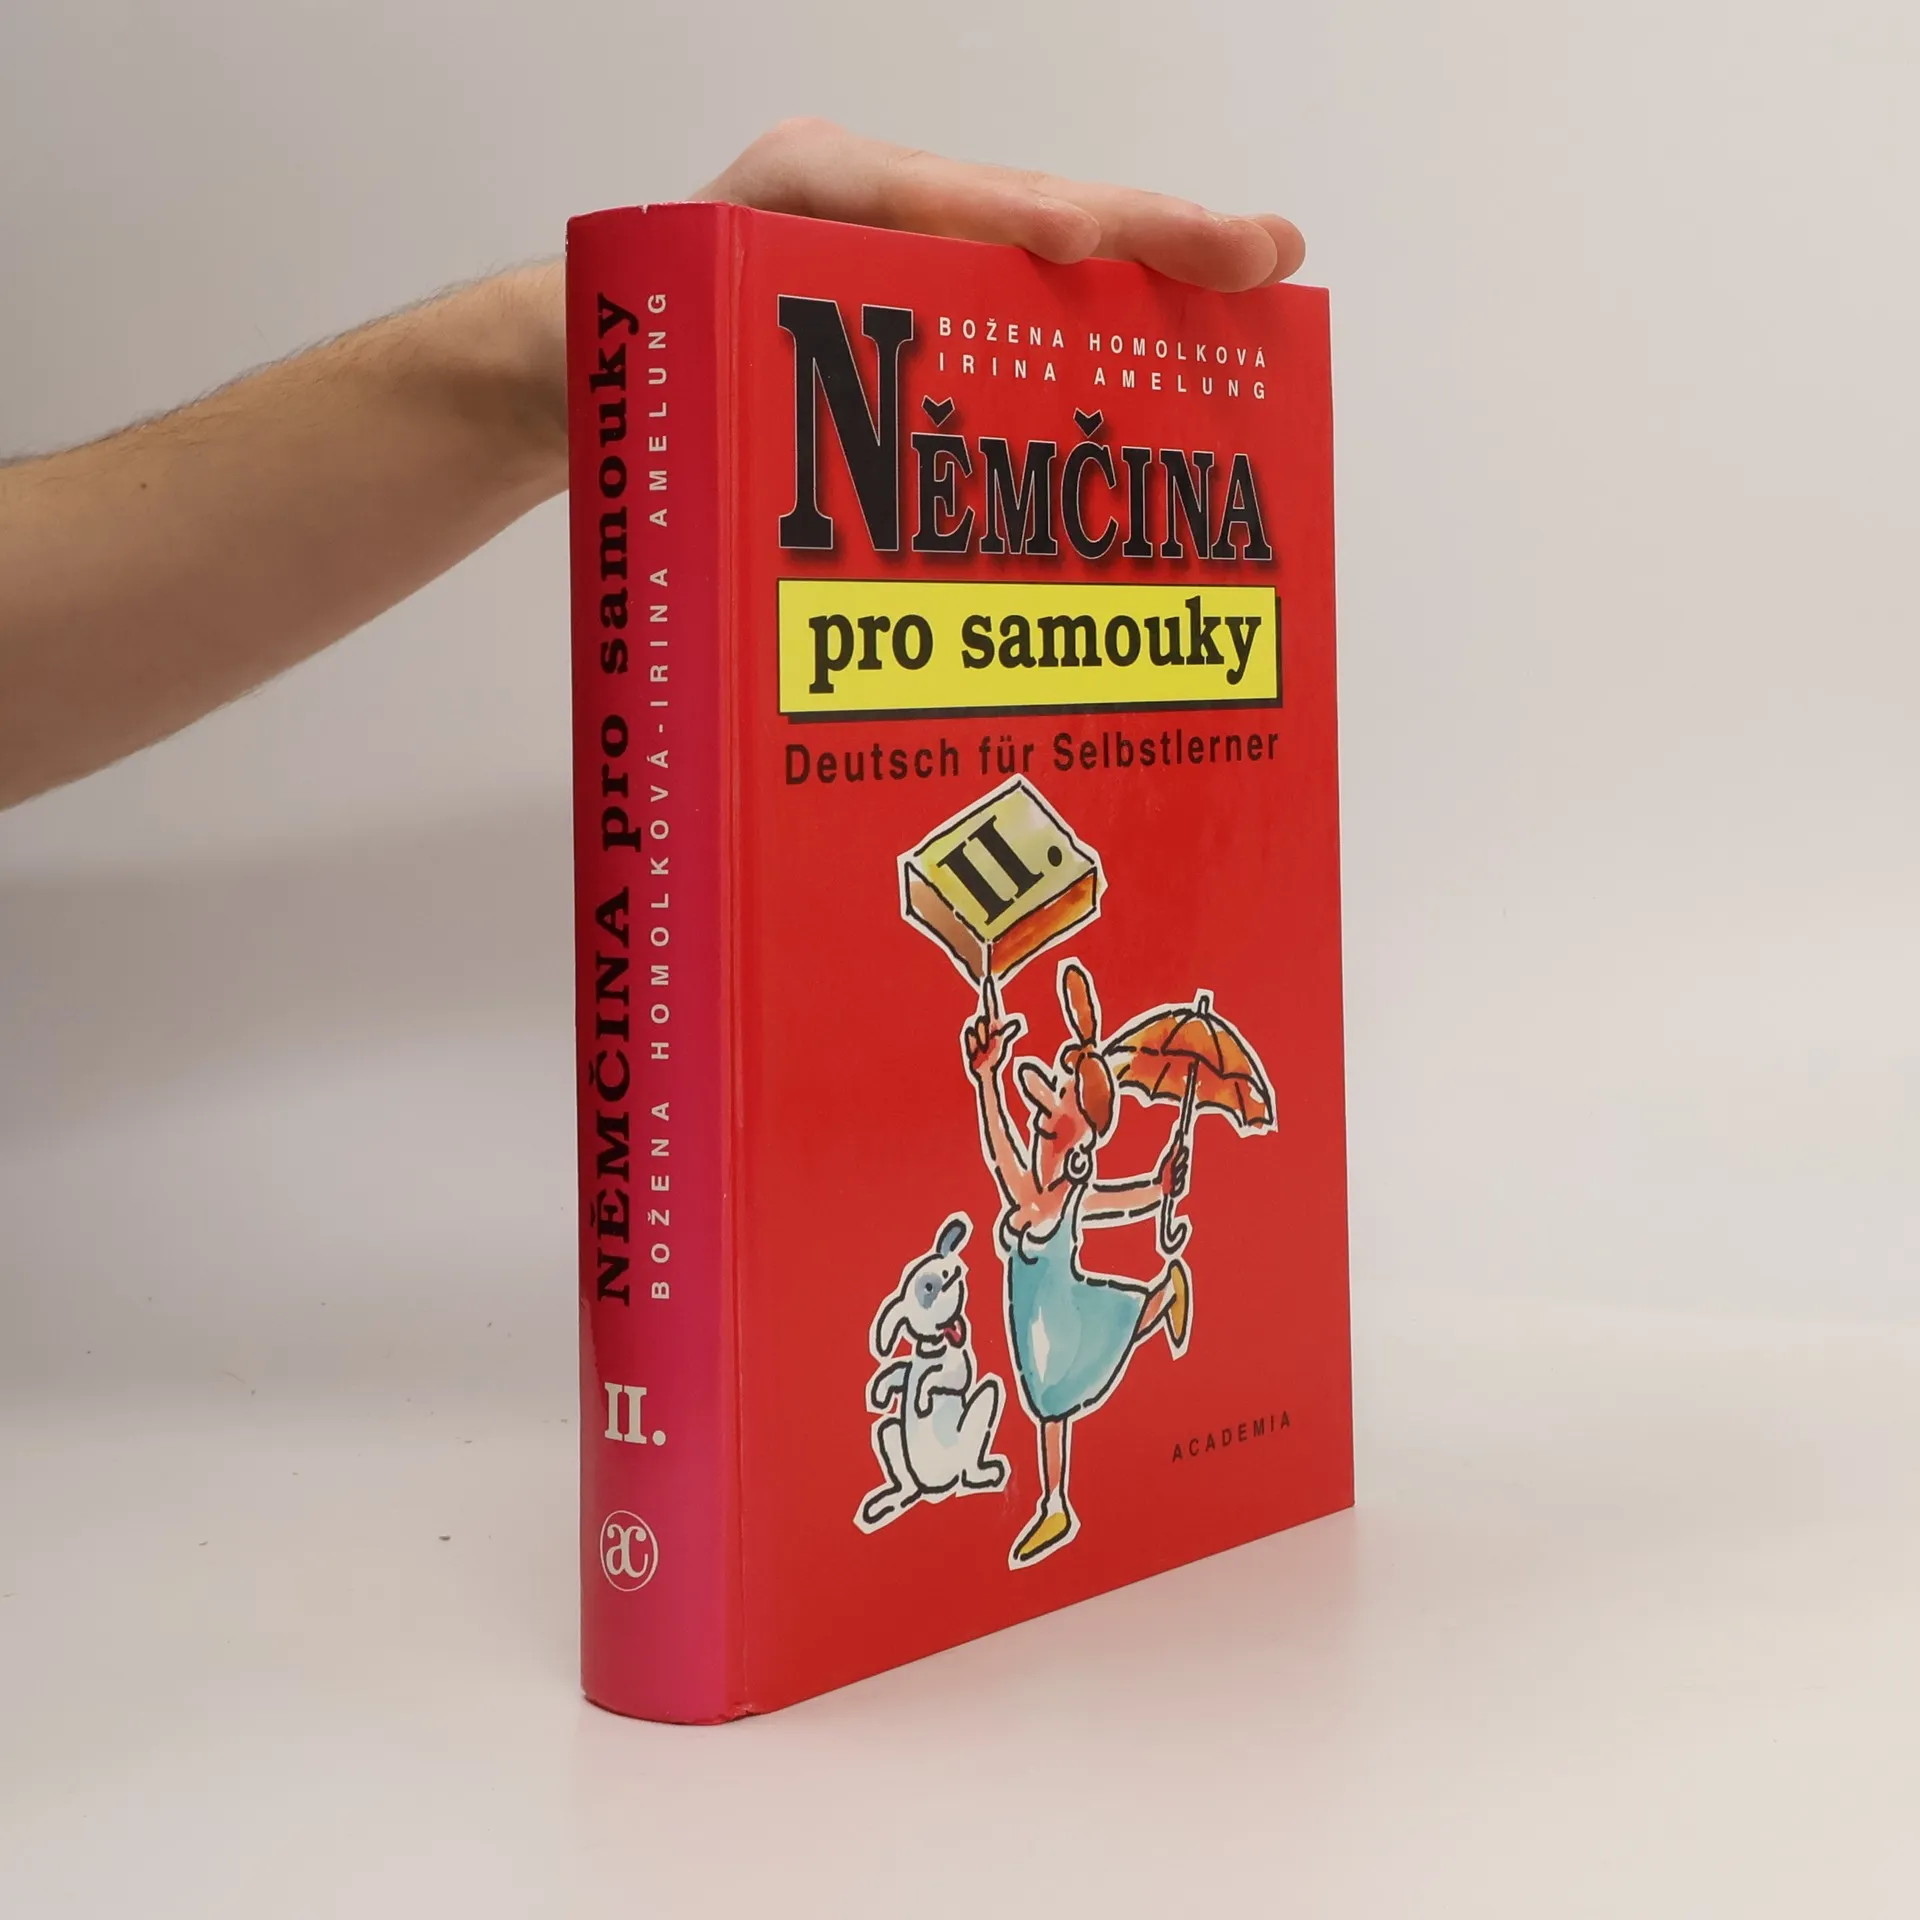 NĚMČINA pro samouky
BOŽENA HOMOLKOVÁ-IRINA AMELUNG
II.
ac
BOŽENA HOMOLKOVÁ
IRINA AMELUNG
NĚMČINA
pro samouky
Deutsch für Selbstlerner
II.
ACADEMIA